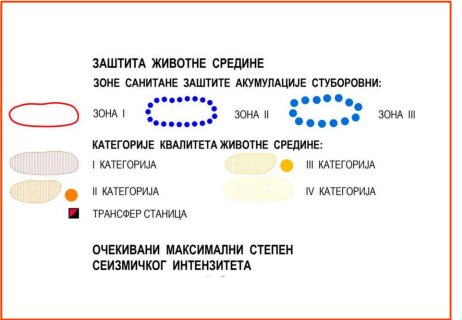 ЗАШТИТА ЖИВОТНЕ СРЕДИНЕ
ЗОНЕ САНИТАНЕ ЗАШТИТЕ АКУМУЛАЦИЈЕ СТУБОРОВНИ:
ЗОНА I ЗОНА II ЗОНА III
КАТЕГОРИЈЕ КВАЛИТЕТА ЖИВОТНЕ СРЕДИНЕ:
I КАТЕГОРИЈА III КАТЕГОРИЈА
II КАТЕГОРИЈА IV КАТЕГОРИЈА
ТРАНСФЕР СТАНИЦА
ОЧЕКИВАНИ МАКСИМАЛНИ СТЕПЕН
СЕИЗМИЧКОГ ИНТЕНЗИТЕТА